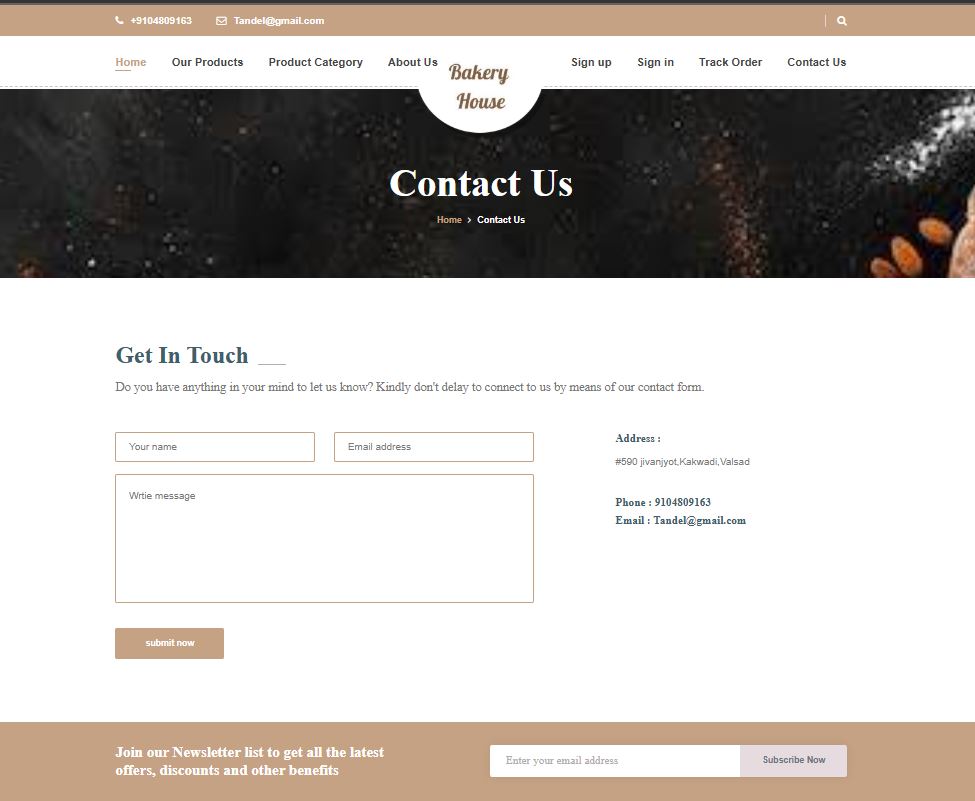 +9104809163 Tandel@gmail.com
Home Our Products Product Category About Us Bakery House Sign up Sign in Track Order Contact Us
Contact Us
Home > Contact Us
Get In Touch
Do you have anything in your mind to let us know? Kindly don't delay to connect to us by means of our contact form.
Your name Email address
Wrtie message
submit now
Address :
#590 jivanjyot,Kakwadi,Valsad
Phone : 9104809163
Email : Tandel@gmail.com
Join our Newsletter list to get all the latest
offers, discounts and other benefits
Enter your email address Subscribe Now